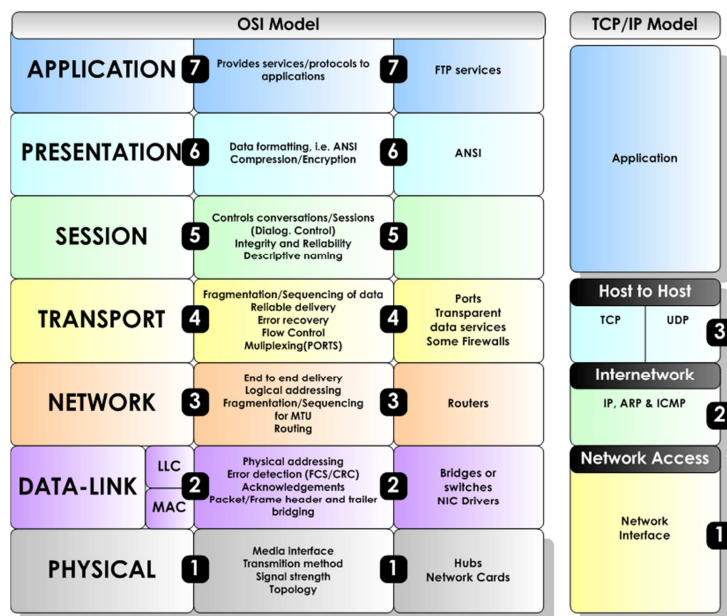 OSI Model
TCP/IP Model
APPLICATION
7
Provides services/protocols to
applications
7
FTP services
PRESENTATION
6
Data formatting, i.e. ANSI
Compression/Encryption
6
ANSI
SESSION
5
Controls conversations/Sessions
(Dialog. Control)
Integrity and Reliability
Descriptive naming
5
TRANSPORT
4
Fragmentation/Sequencing of data
Reliable delivery
Error recovery
Flow Control
Muliplexing(PORTS)
4
Ports
Transparent
data services
Some Firewalls
NETWORK
3
End to end delivery
Logical addressing
Fragmentation/Sequencing
for MTU
Routing
3
Routers
DATA-LINK
LLC
MAC
2
Physical addressing
Error detection (FCS/CRC)
Acknowledgements
Packet/Frame header and trailer
bridging
2
Bridges or
switches
NIC Drivers
PHYSICAL
1
Media interface
Transmition method
Signal strength
Topology
1
Hubs
Network Cards
Application
Host to Host
TCP
UDP
3
Internetwork
IP, ARP & ICMP
2
Network Access
Network
Interface
1